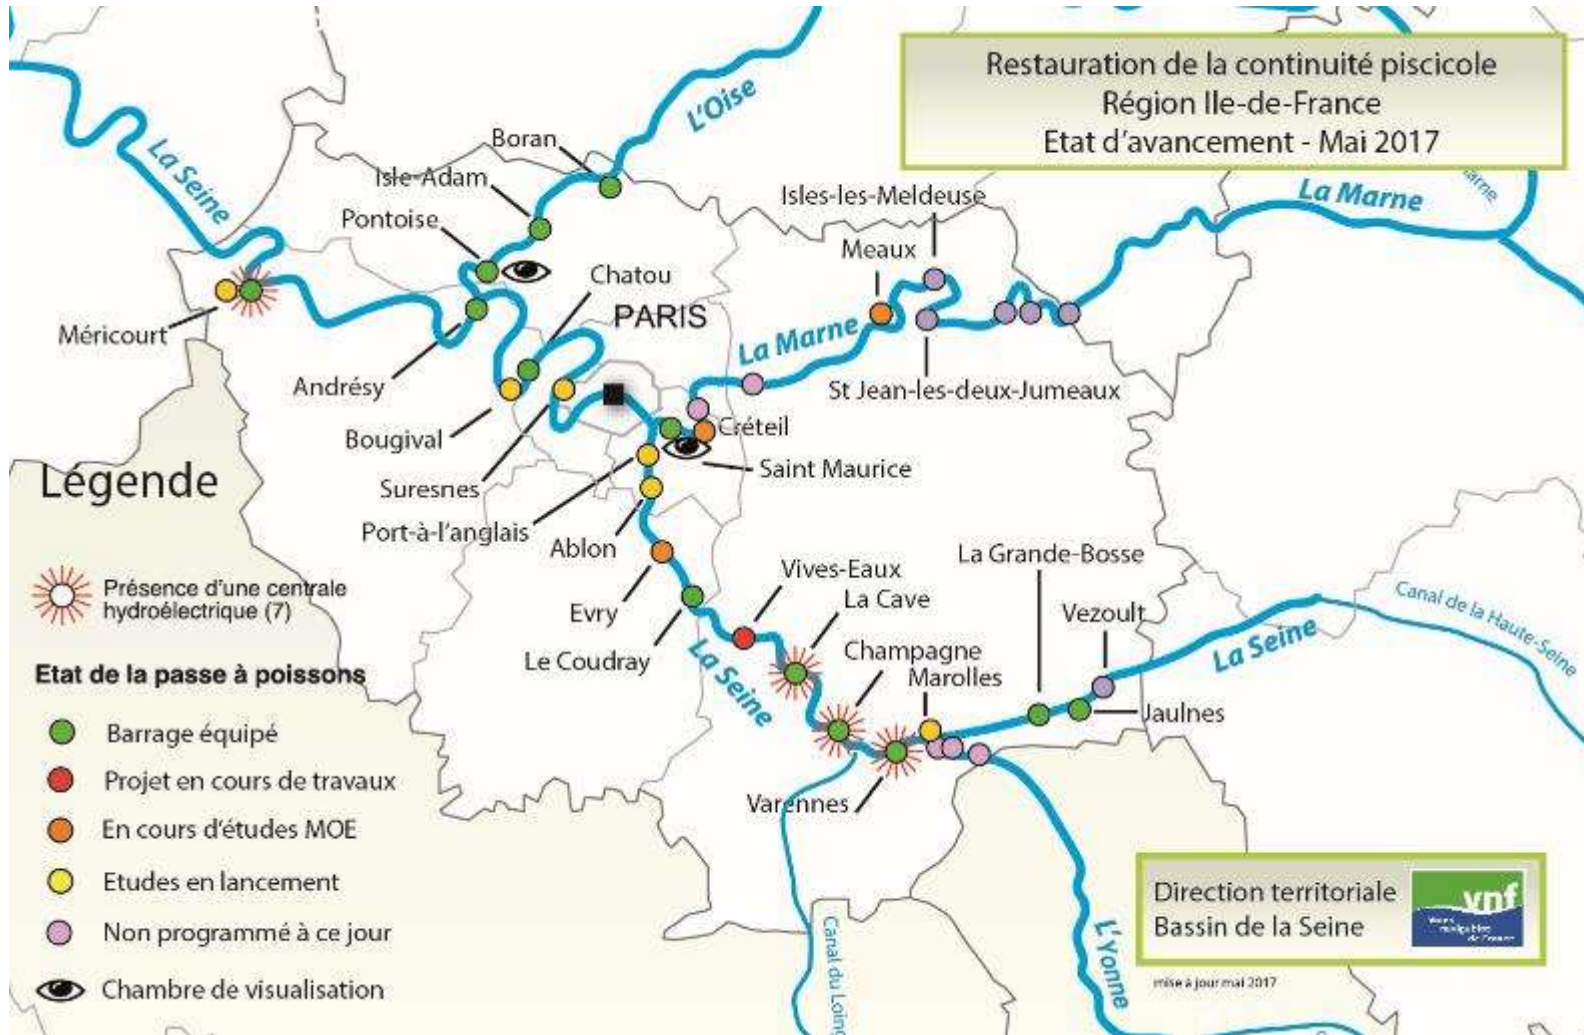 Restauration de la continuité piscicole
Région Ile-de-France
Etat d'avancement - Mai 2017
L'Oise
Boran
Isle-Adam
Pontoise
La Seine
Isles-les-Meldeuse
La Marne
Meaux
Chatou
PARIS
Méricourt
La Marne
Andrésy
St Jean-les-deux-Jumeaux
Bougival
Créteil
Saint Maurice
Suresnes
Port-à-l'anglais
Ablon
La Grande-Bosse
Vives-Eaux
La Cave
Evry
Vezoult
Canal de la Haute-Seine
La Seine
Champagne
Marolles
Le Coudray
La Seine
Jaulnes
Varennes
Canal du Loing
L'Yonne
Légende
Présence d'une centrale
hydroélectrique (7)
Etat de la passe à poissons
Barrage équipé
Projet en cours de travaux
En cours d'études MOE
Etudes en lancement
Non programmé à ce jour
Chambre de visualisation
Direction territoriale
Bassin de la Seine
vnf
Voies
navigables
de France
mise à jour mai 2017